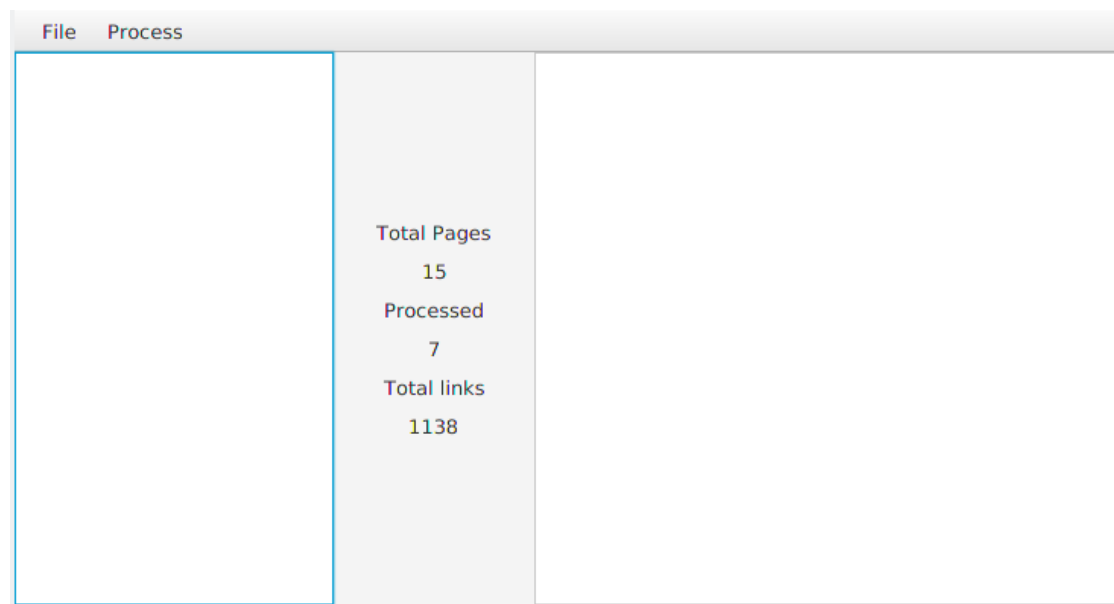 File Process
Total Pages
15
Processed
7
Total links
1138